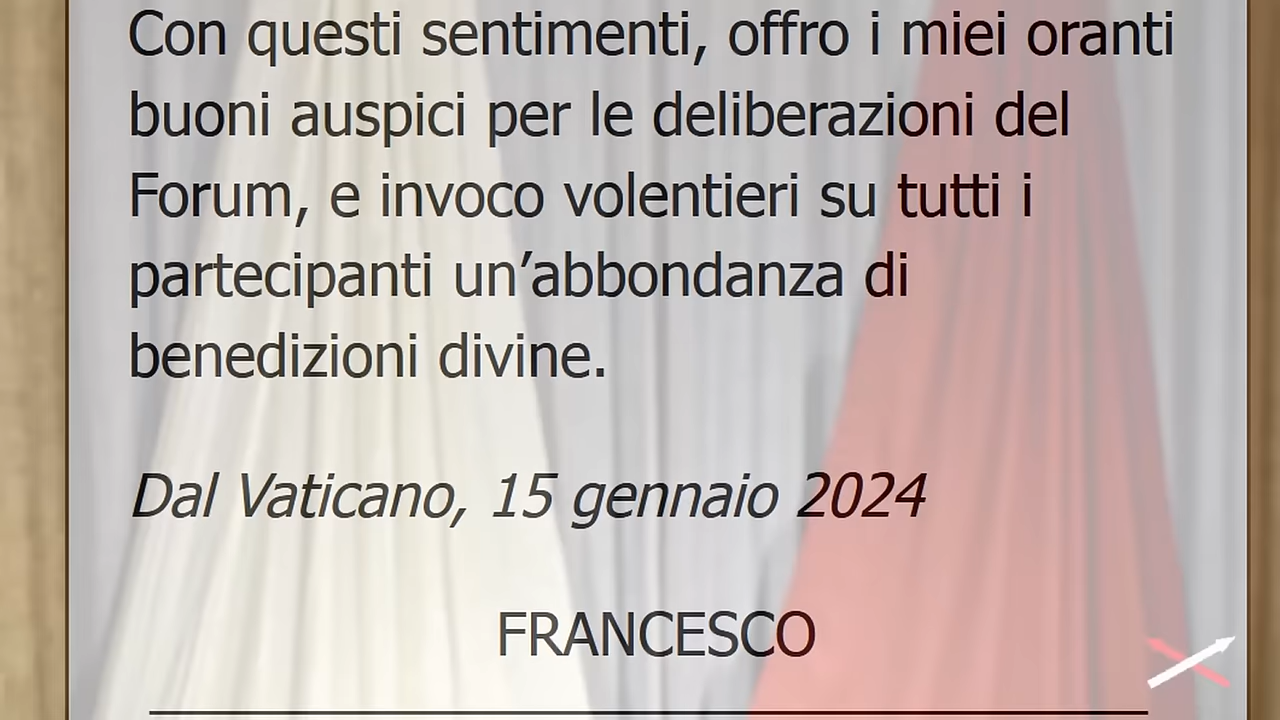 Con questi sentimenti, offro i miei oranti
buoni auspici per le deliberazioni del
Forum, e invoco volentieri su tutti i
partecipanti un’abbondanza di
benedizioni divine.
Dal Vaticano, 15 gennaio 2024
FRANCESCO